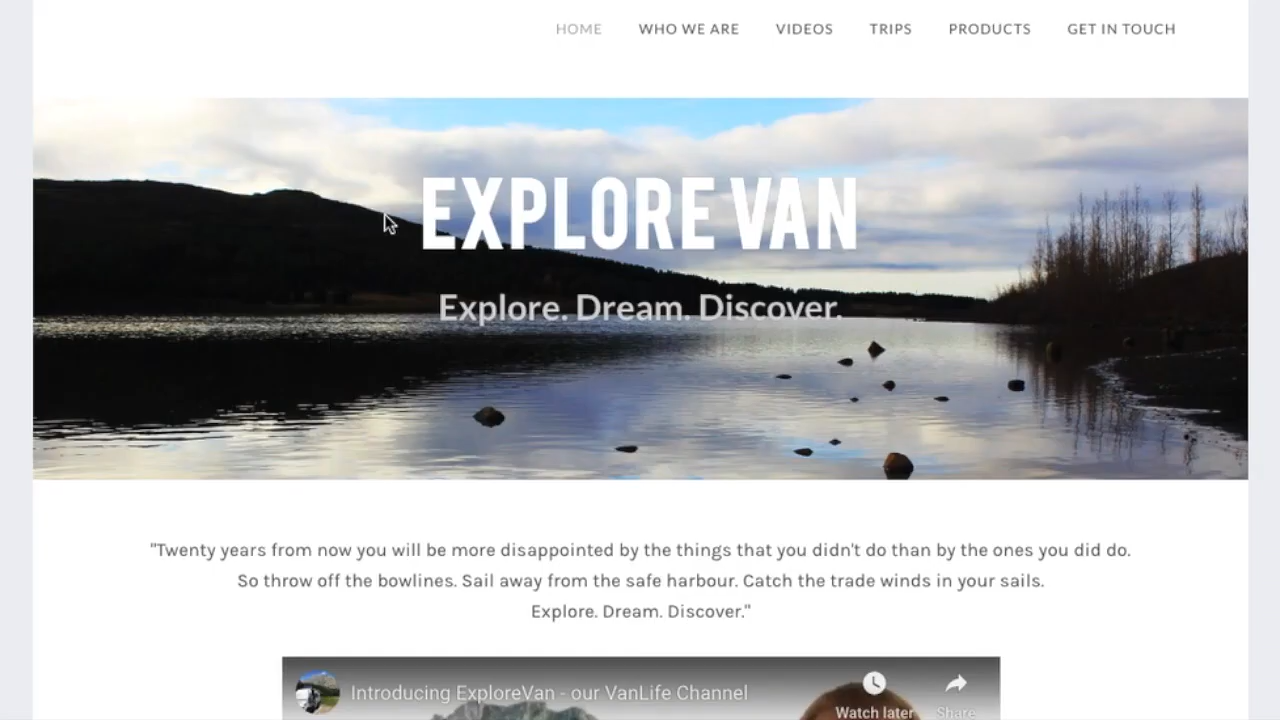 HOME WHO WE ARE VIDEOS TRIPS PRODUCTS GET IN TOUCH
EXPLORE VAN
Explore. Dream. Discover.
"Twenty years from now you will be more disappointed by the things that you didn't do than by the ones you did do.
So throw off the bowlines. Sail away from the safe harbour. Catch the trade winds in your sails.
Explore. Dream. Discover."
Introducing ExploreVan - our VanLife Channel
Watch later Share